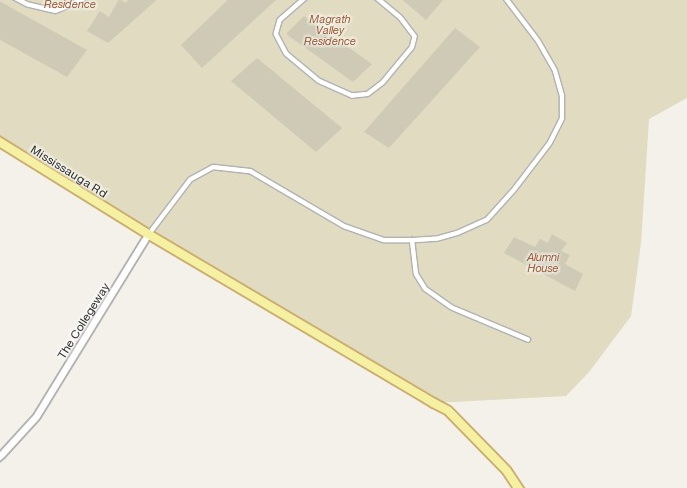 Residence
Magrath
Valley
Residence
Mississauga Rd
Alumni
House
The Collegeway